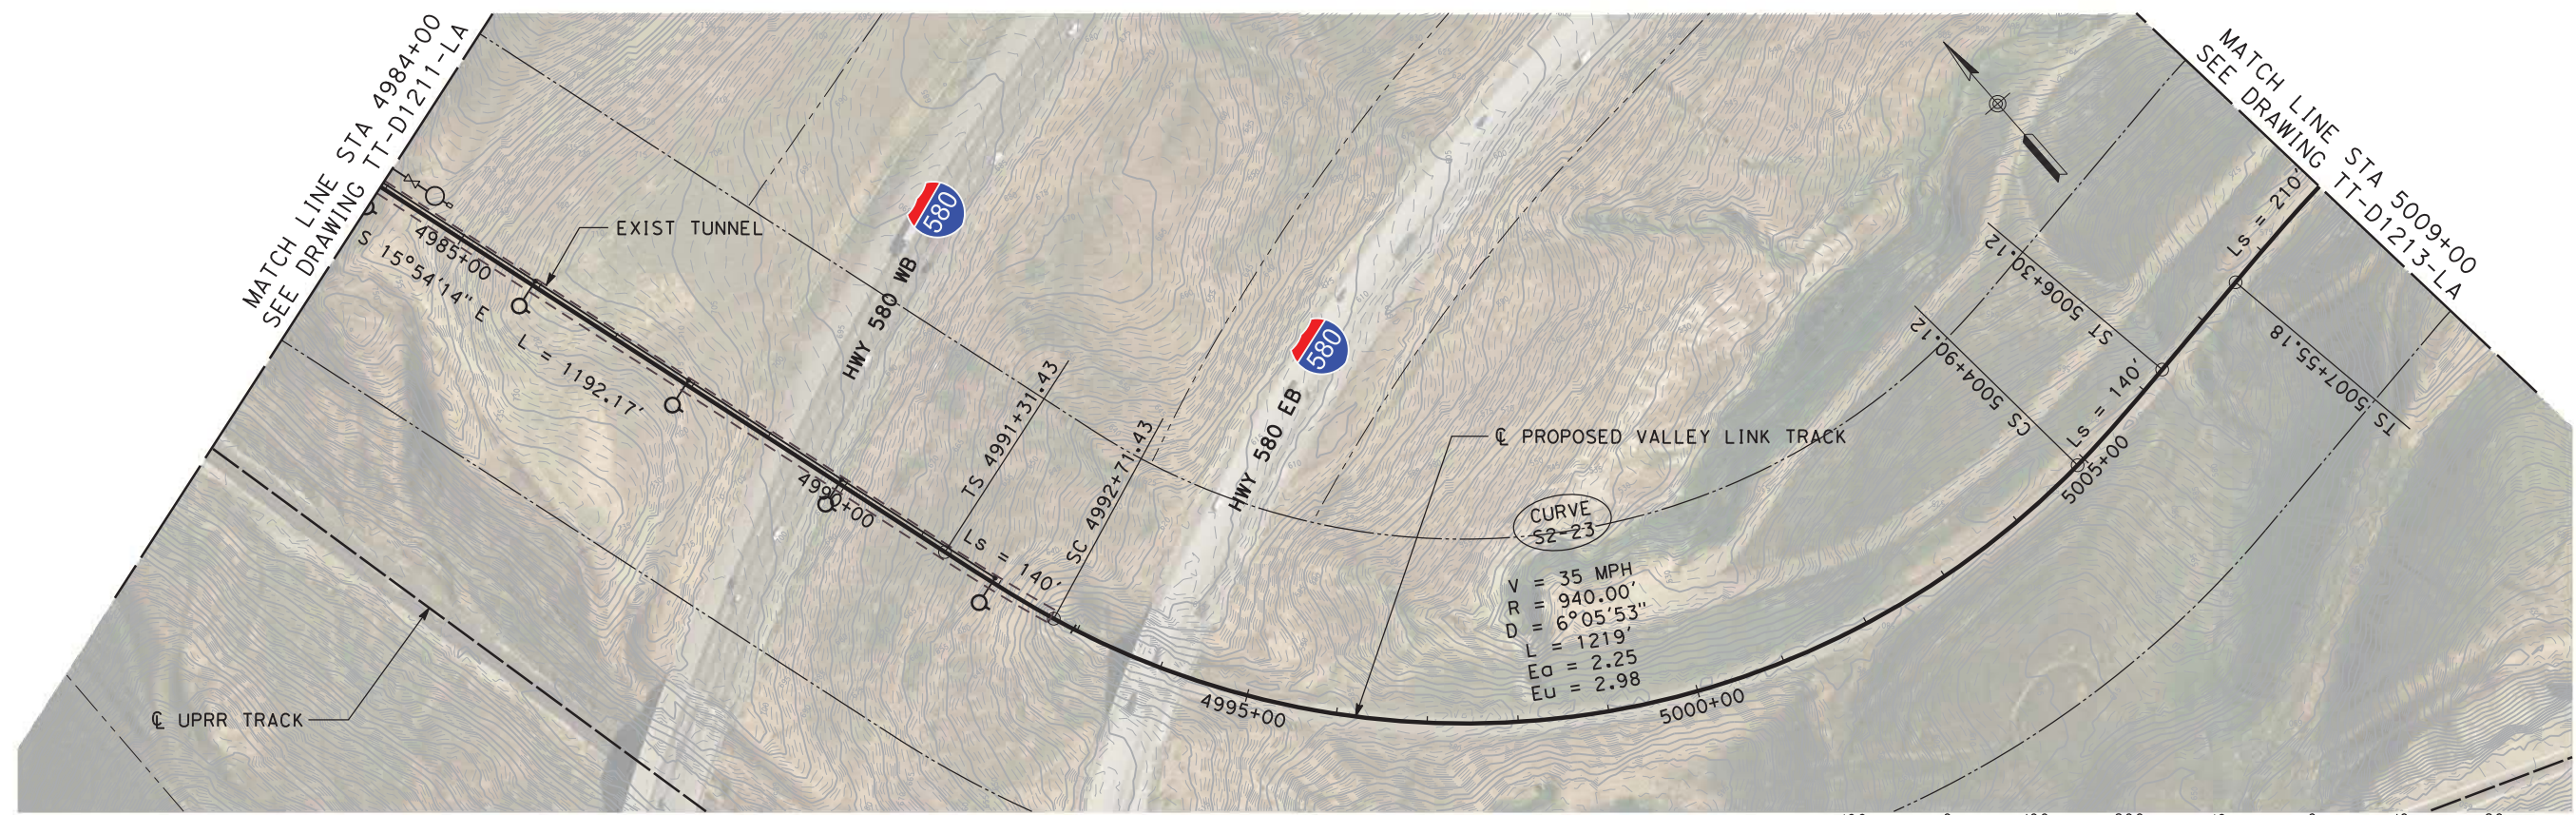 MATCH LINE STA 4984+00
SEE DRAWING TT-D1211-LA
S 15°54'14" E
4985+00
L = 1192.17'
EXIST TUNNEL
℄ UPRR TRACK
4990+00
HWY 580 WB
580
TS 4991+31.43
Ls = 140'
SC 4992+71.43
HWY 580 EB
580
4995+00
℄ PROPOSED VALLEY LINK TRACK
CURVE
S2-23
V = 35 MPH
R = 940.00'
D = 6°05'53"
L = 1219'
Ea = 2.25
Eu = 2.98
5000+00
CS 5004+90.12
5005+00
Ls = 140'
ST 5006+30.12
TS 5007+55.18
Ls = 210'
MATCH LINE STA 5009+00
SEE DRAWING TT-D1213-LA